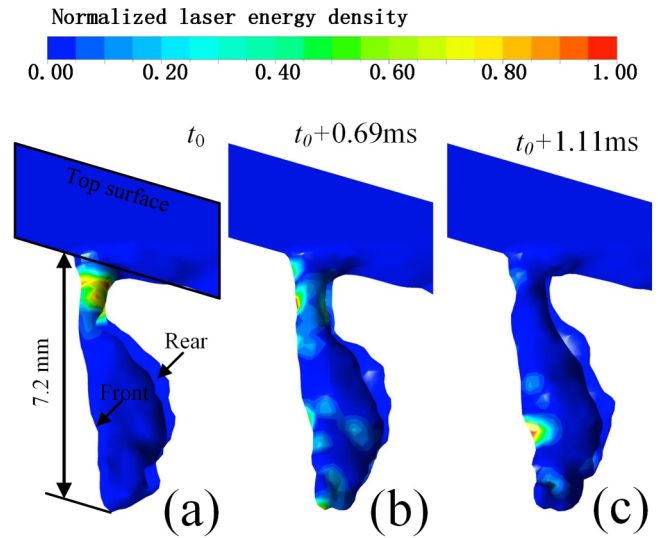 Normalized laser energy density
0.00 0.20 0.40 0.60 0.80 1.00
t0 t0+0.69ms t0+1.11ms
Top surface
7.2 mm
Rear
Front
(a) (b) (c)